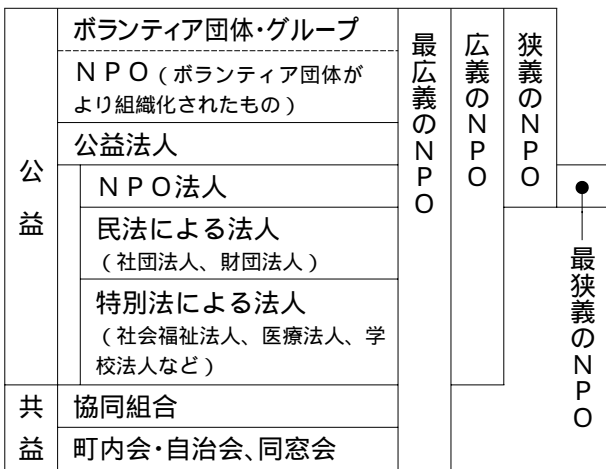 公益
ボランティア団体・グループ
ＮＰＯ（ボランティア団体が
より組織化されたもの）
公益法人
ＮＰＯ法人
民法による法人
（社団法人、財団法人）
特別法による法人
（社会福祉法人、医療法人、学
校法人など）
共益
協同組合
町内会・自治会、同窓会
最広義のＮＰＯ
広義のＮＰＯ
狭義のＮＰＯ
最狭義のＮＰＯ